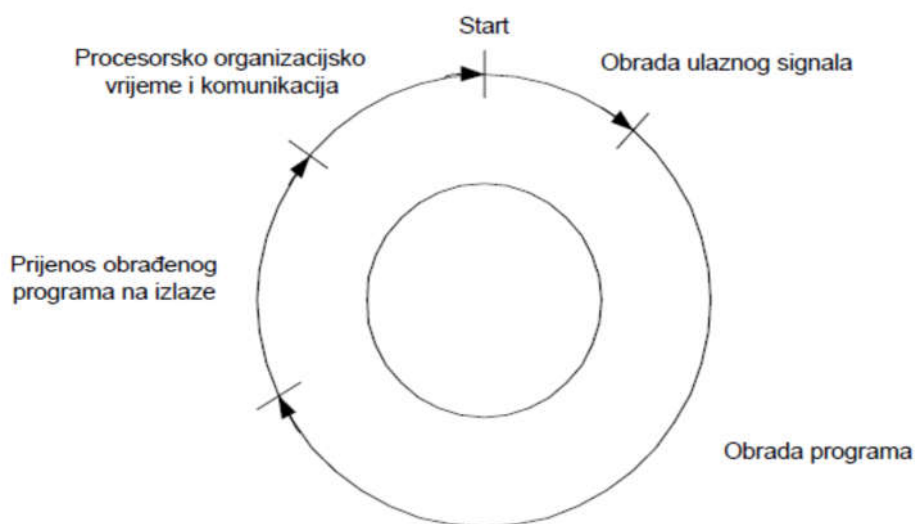 Start
Procesorsko organizacijsko
vrijeme i komunikacija
Obrada ulaznog signala
Prijenos obrađenog
programa na izlaze
Obrada programa